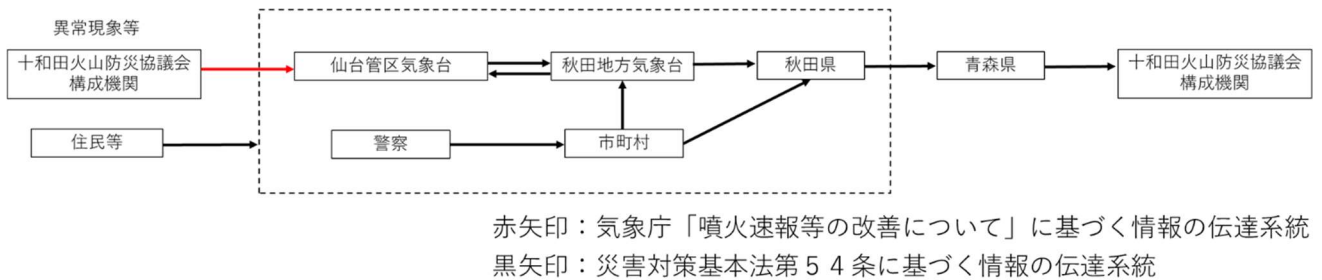 異常現象等
十和田火山防災協議会
構成機関
仙台管区気象台
秋田地方気象台
秋田県
青森県
十和田火山防災協議会
構成機関
住民等
警察
市町村
赤矢印：気象庁「噴火速報等の改善について」に基づく情報の伝達系統
黒矢印：災害対策基本法第５４条に基づく情報の伝達系統